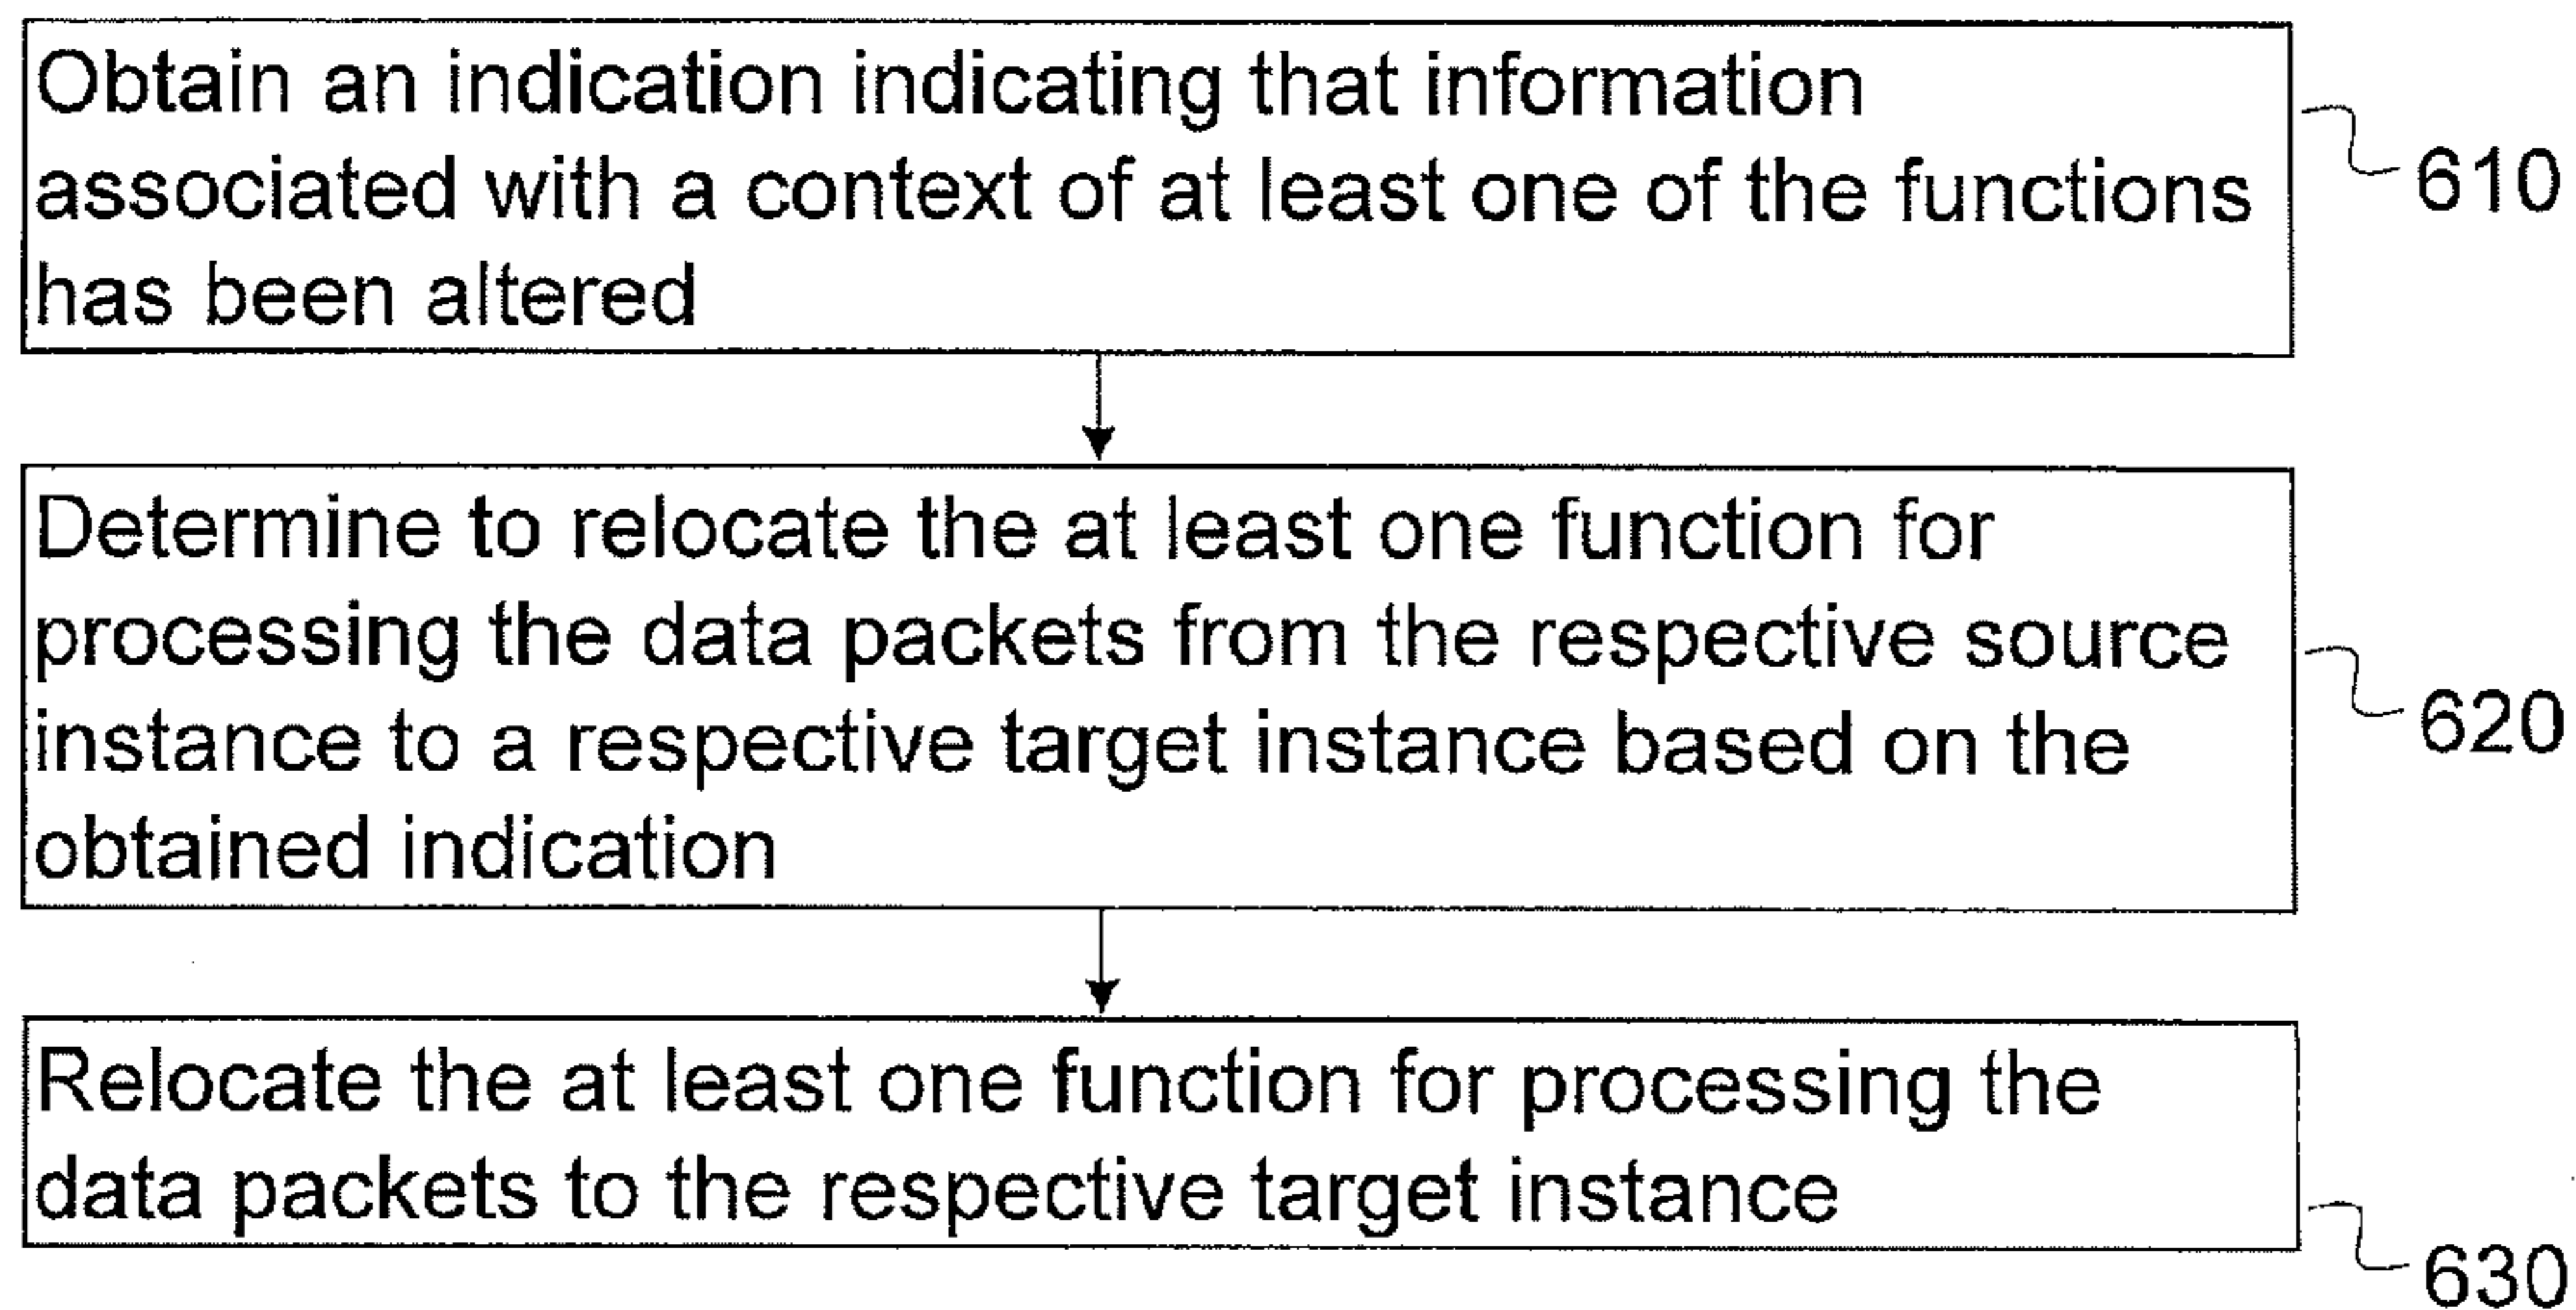 Obtain an indication indicating that information
associated with a context of at least one of the functions
has been altered
610
Determine to relocate the at least one function for
processing the data packets from the respective source
instance to a respective target instance based on the
obtained indication
620
Relocate the at least one function for processing the
data packets to the respective target instance
630